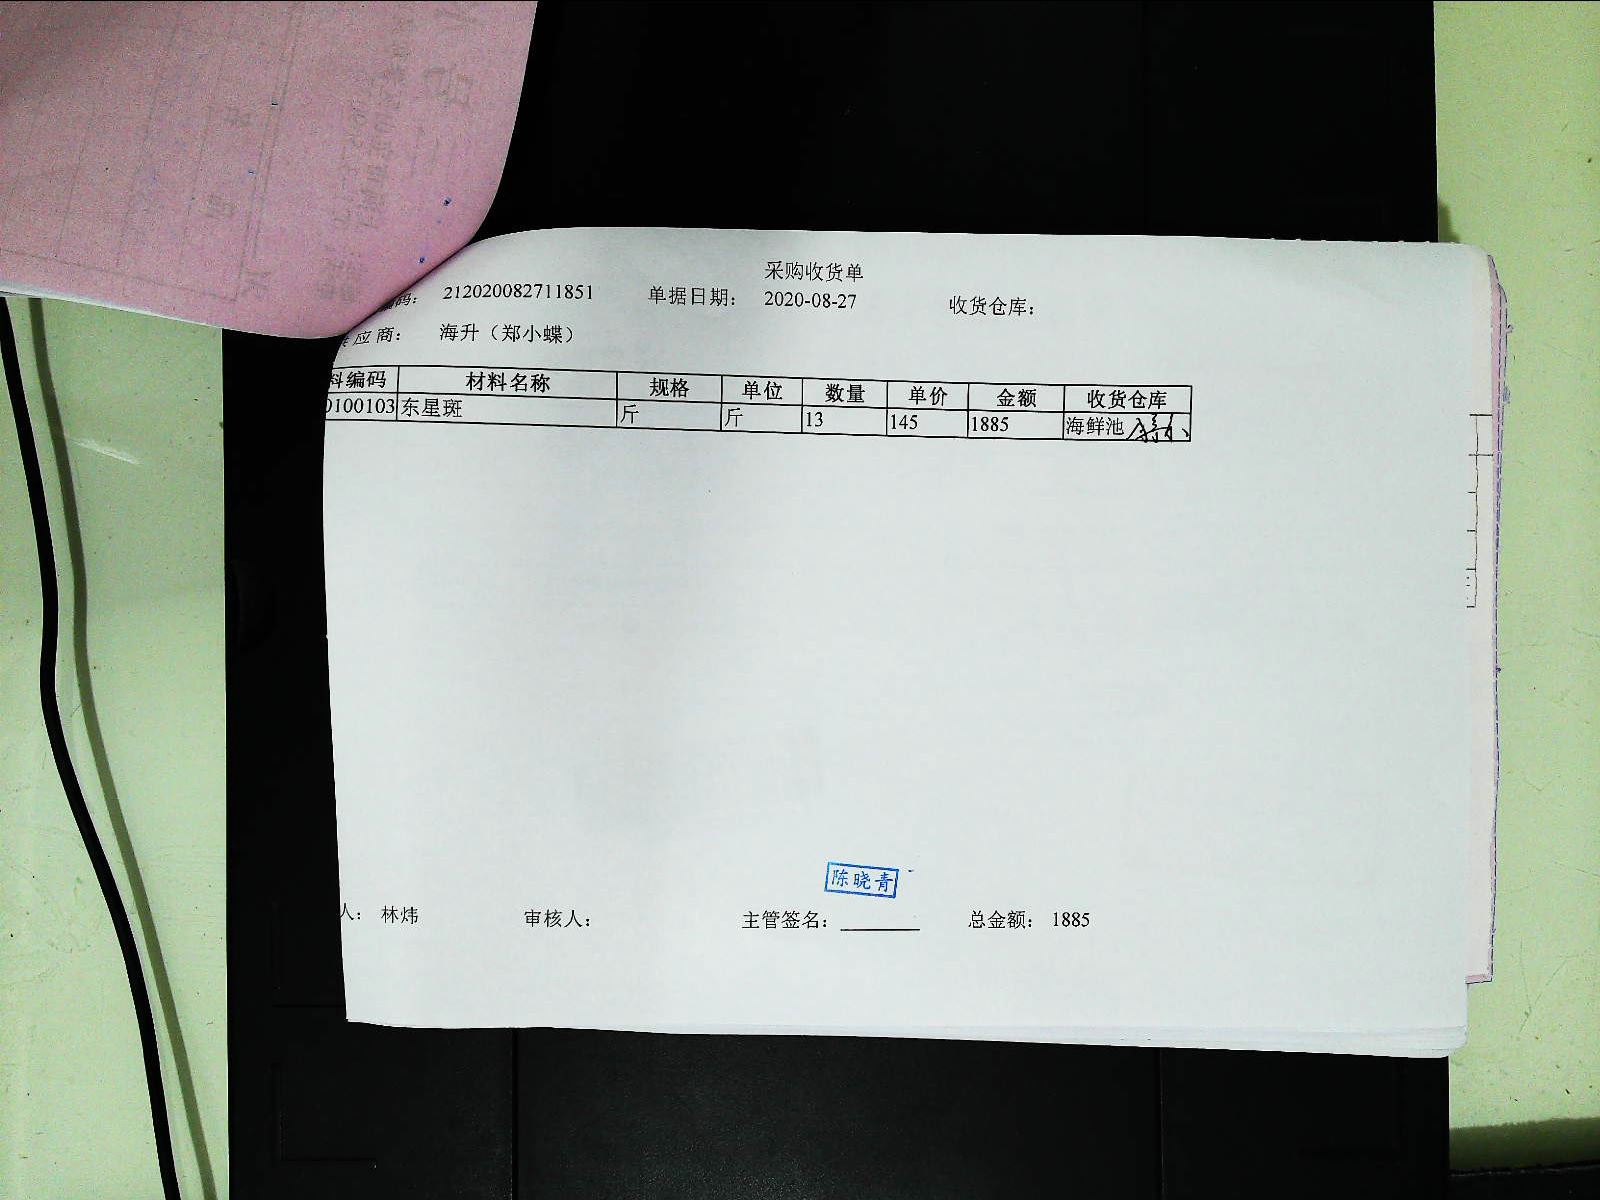 采购收货单
编码： 212020082711851 单据日期： 2020-08-27 收货仓库：
应商： 海升（郑小蝶）
料编码 材料名称 规格 单位 数量 单价 金额 收货仓库
0100103 东星斑 斤 斤 13 145 1885 海鲜池
陈晓青
人： 林炜 审核人： 主管签名： 总金额： 1885